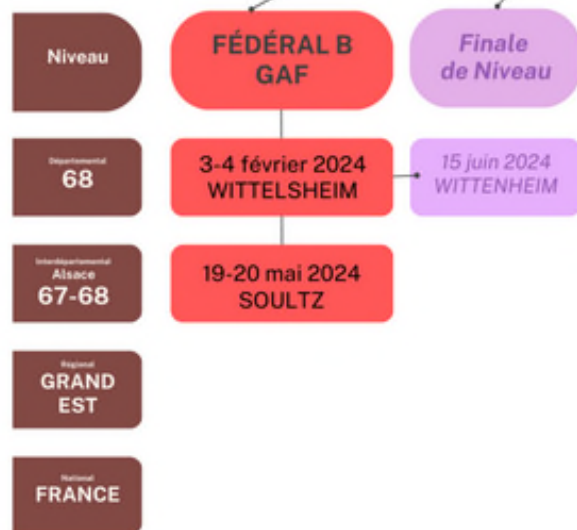 Niveau
FÉDÉRAL B
GAF
Finale
de Niveau
Départemental
68
3-4 février 2024
WITTELSHEIM
15 juin 2024
WITTENHEIM
Interdépartemental
Alsace
67-68
19-20 mai 2024
SOULTZ
Régional
GRAND
EST
National
FRANCE